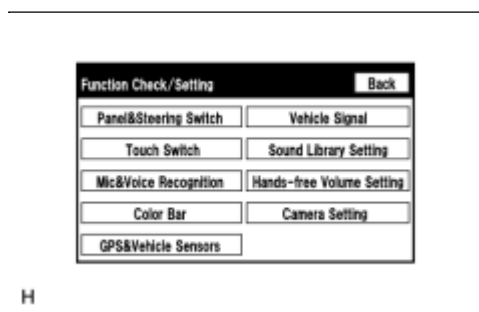 Function Check/Setting Back
Panel&Steering Switch Vehicle Signal
Touch Switch Sound Library Setting
Mic&Voice Recognition Hands-free Volume Setting
Color Bar Camera Setting
GPS&Vehicle Sensors
H